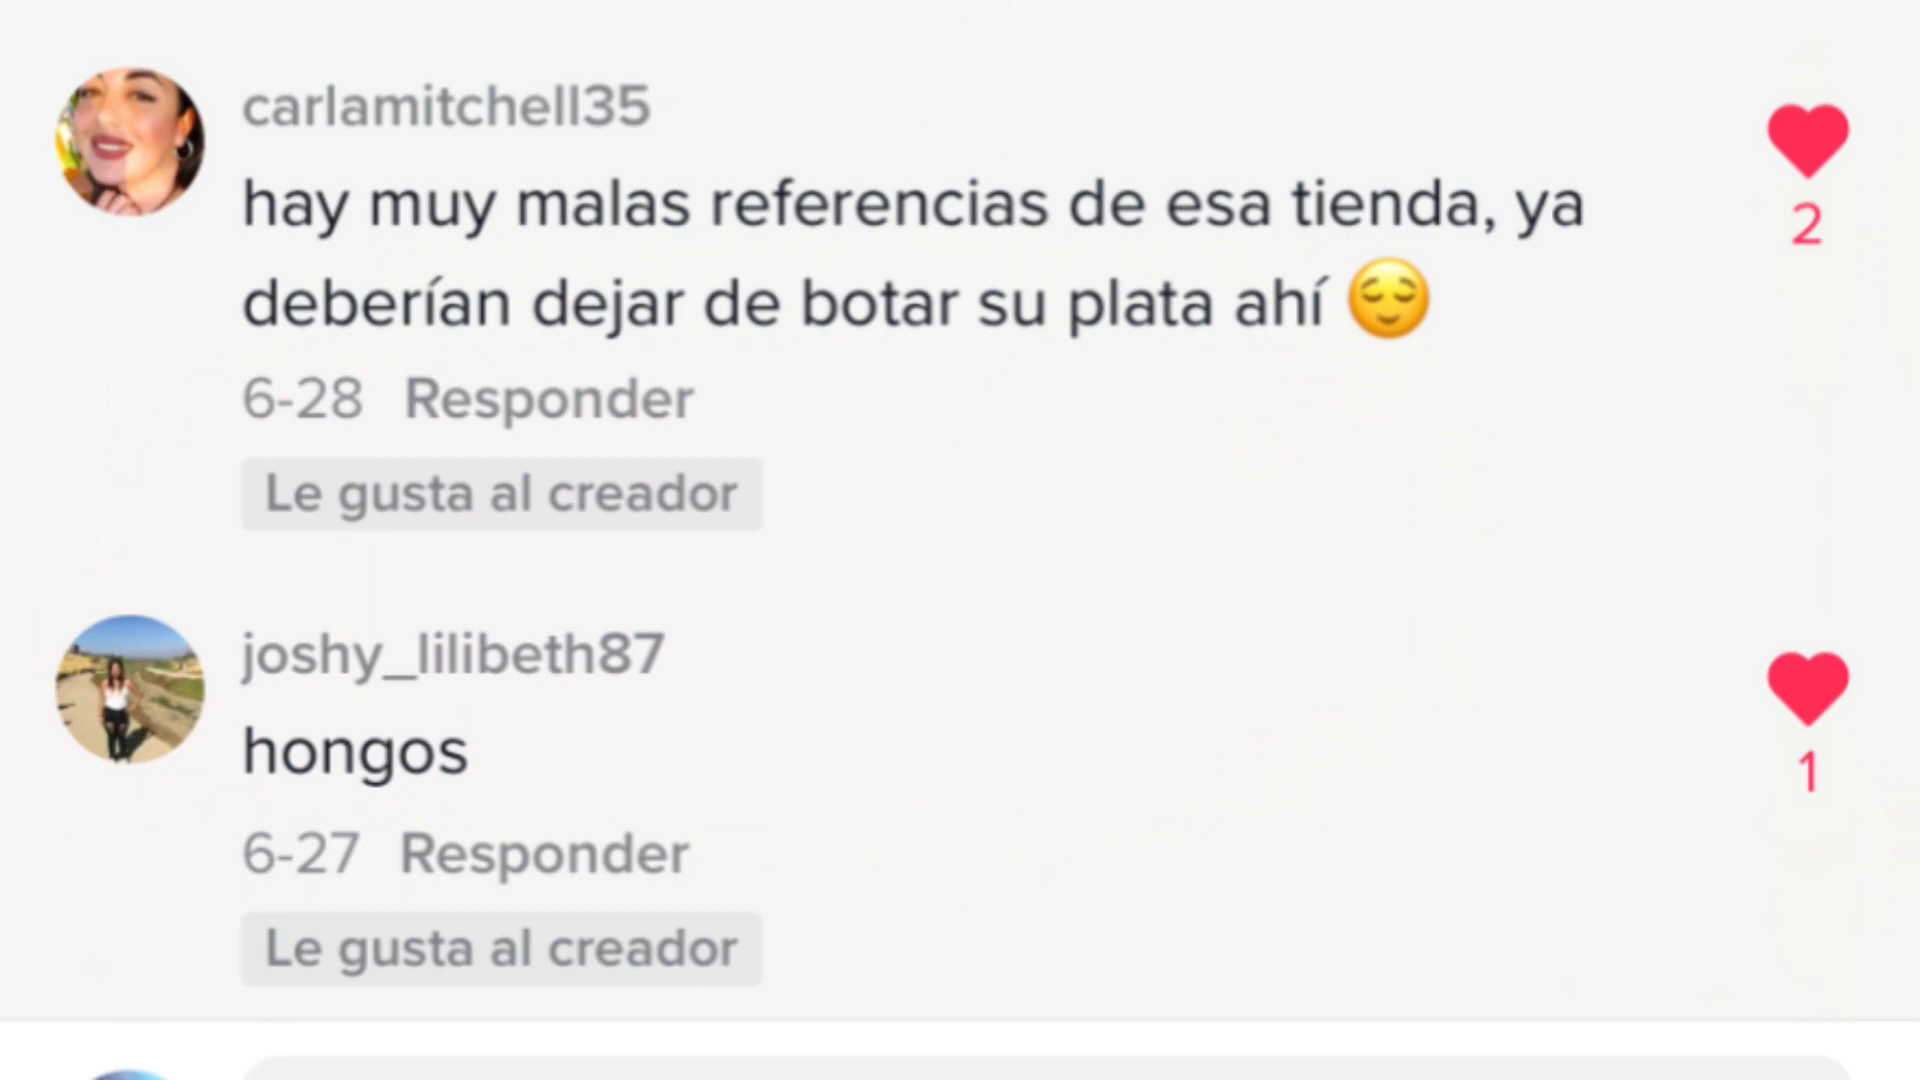 carlamitchell35
hay muy malas referencias de esa tienda, ya
deberían dejar de botar su plata ahí 😌
2
6-28 Responder
Le gusta al creador
joshy_lilibeth87
hongos
1
6-27 Responder
Le gusta al creador